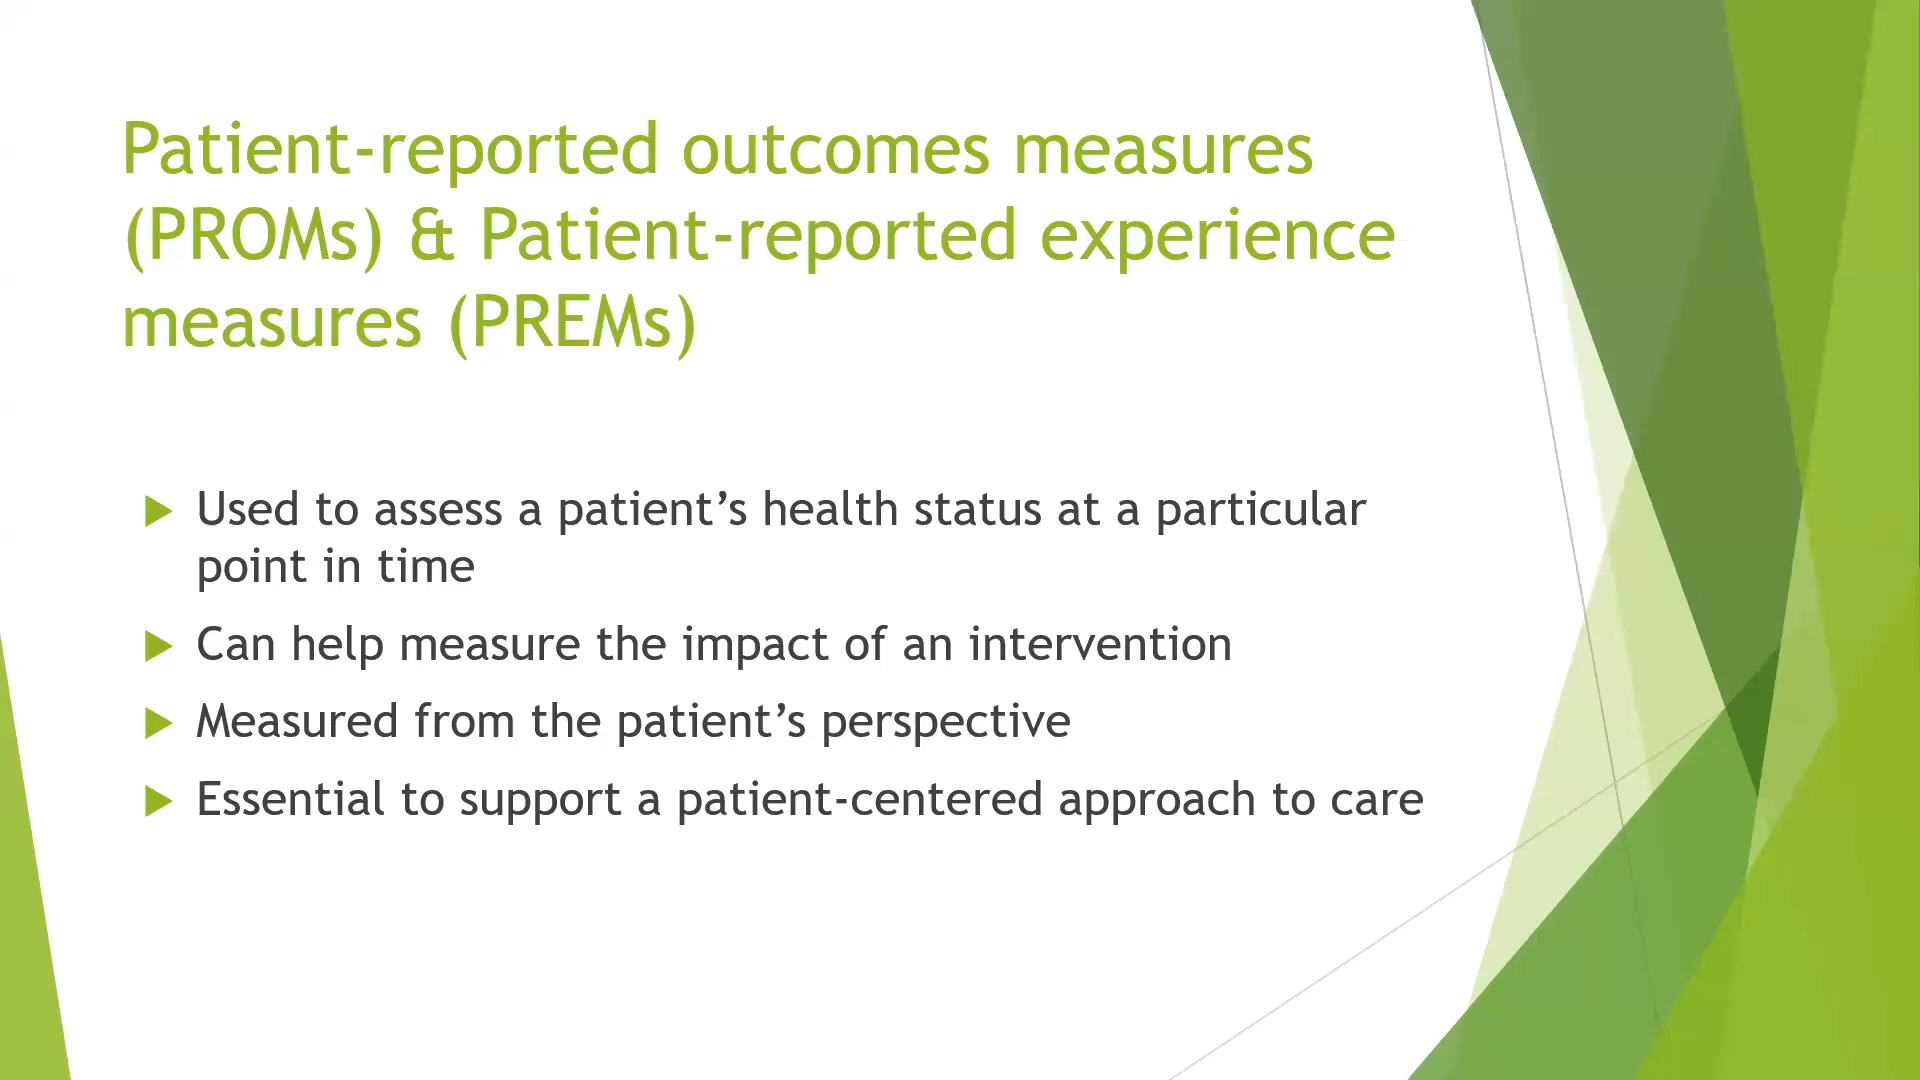 Patient-reported outcomes measures
(PROMs) & Patient-reported experience
measures (PREMs)
Used to assess a patient’s health status at a particular
point in time
Can help measure the impact of an intervention
Measured from the patient’s perspective
Essential to support a patient-centered approach to care